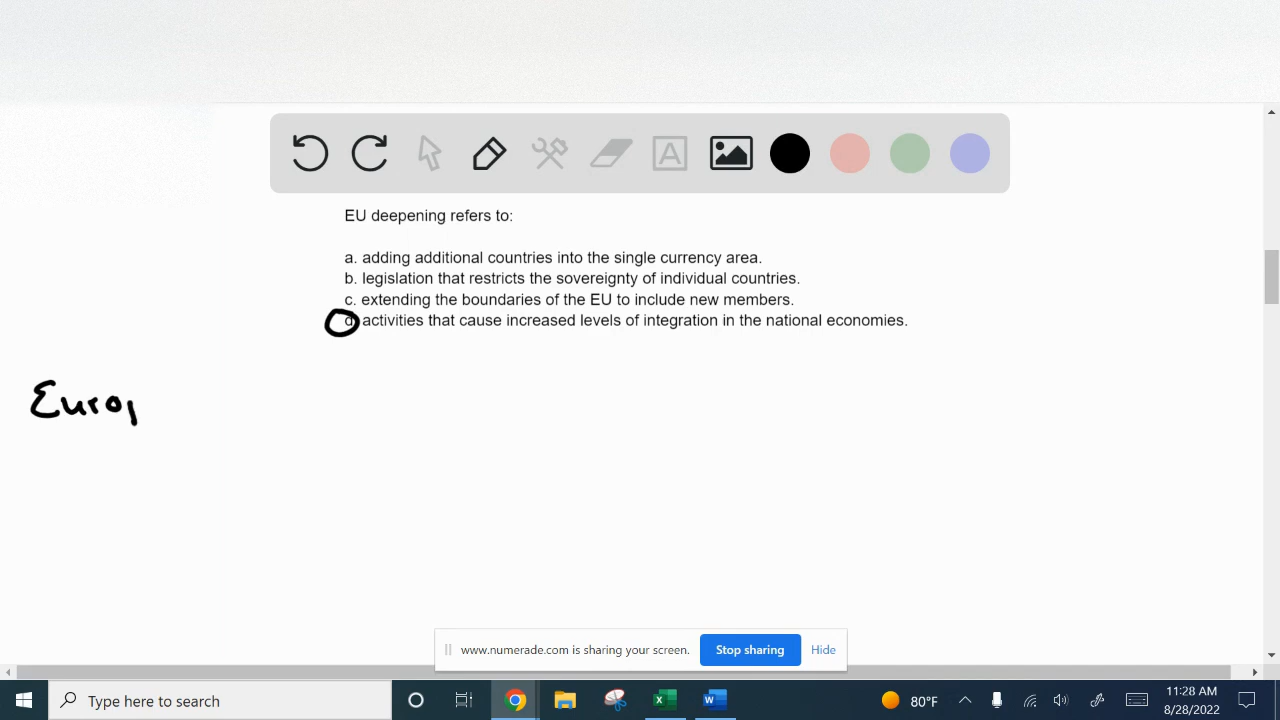 A
EU deepening refers to:
a. adding additional countries into the single currency area.
b. legislation that restricts the sovereignty of individual countries.
c. extending the boundaries of the EU to include new members.
d. activities that cause increased levels of integration in the national economies.
Europ
www.numerade.com is sharing your screen.
Stop sharing
Hide
Type here to search
80°F
11:28 AM
8/28/2022